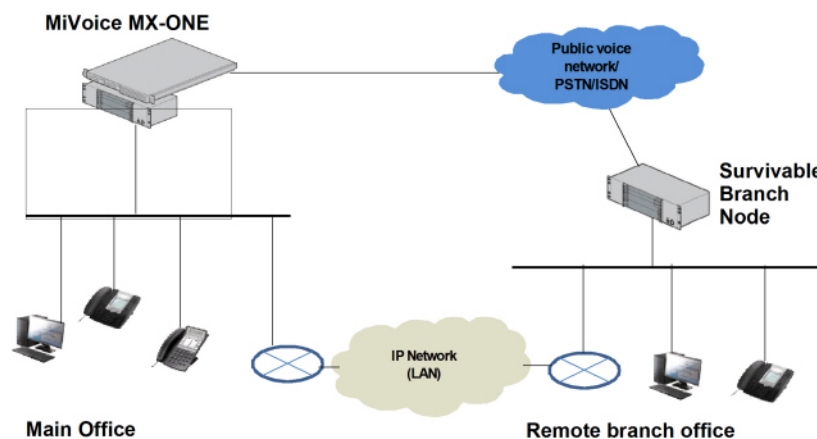 MiVoice MX-ONE
Public voice
network/
PSTN/ISDN
Survivable
Branch
Node
IP Network
(LAN)
Main Office
Remote branch office